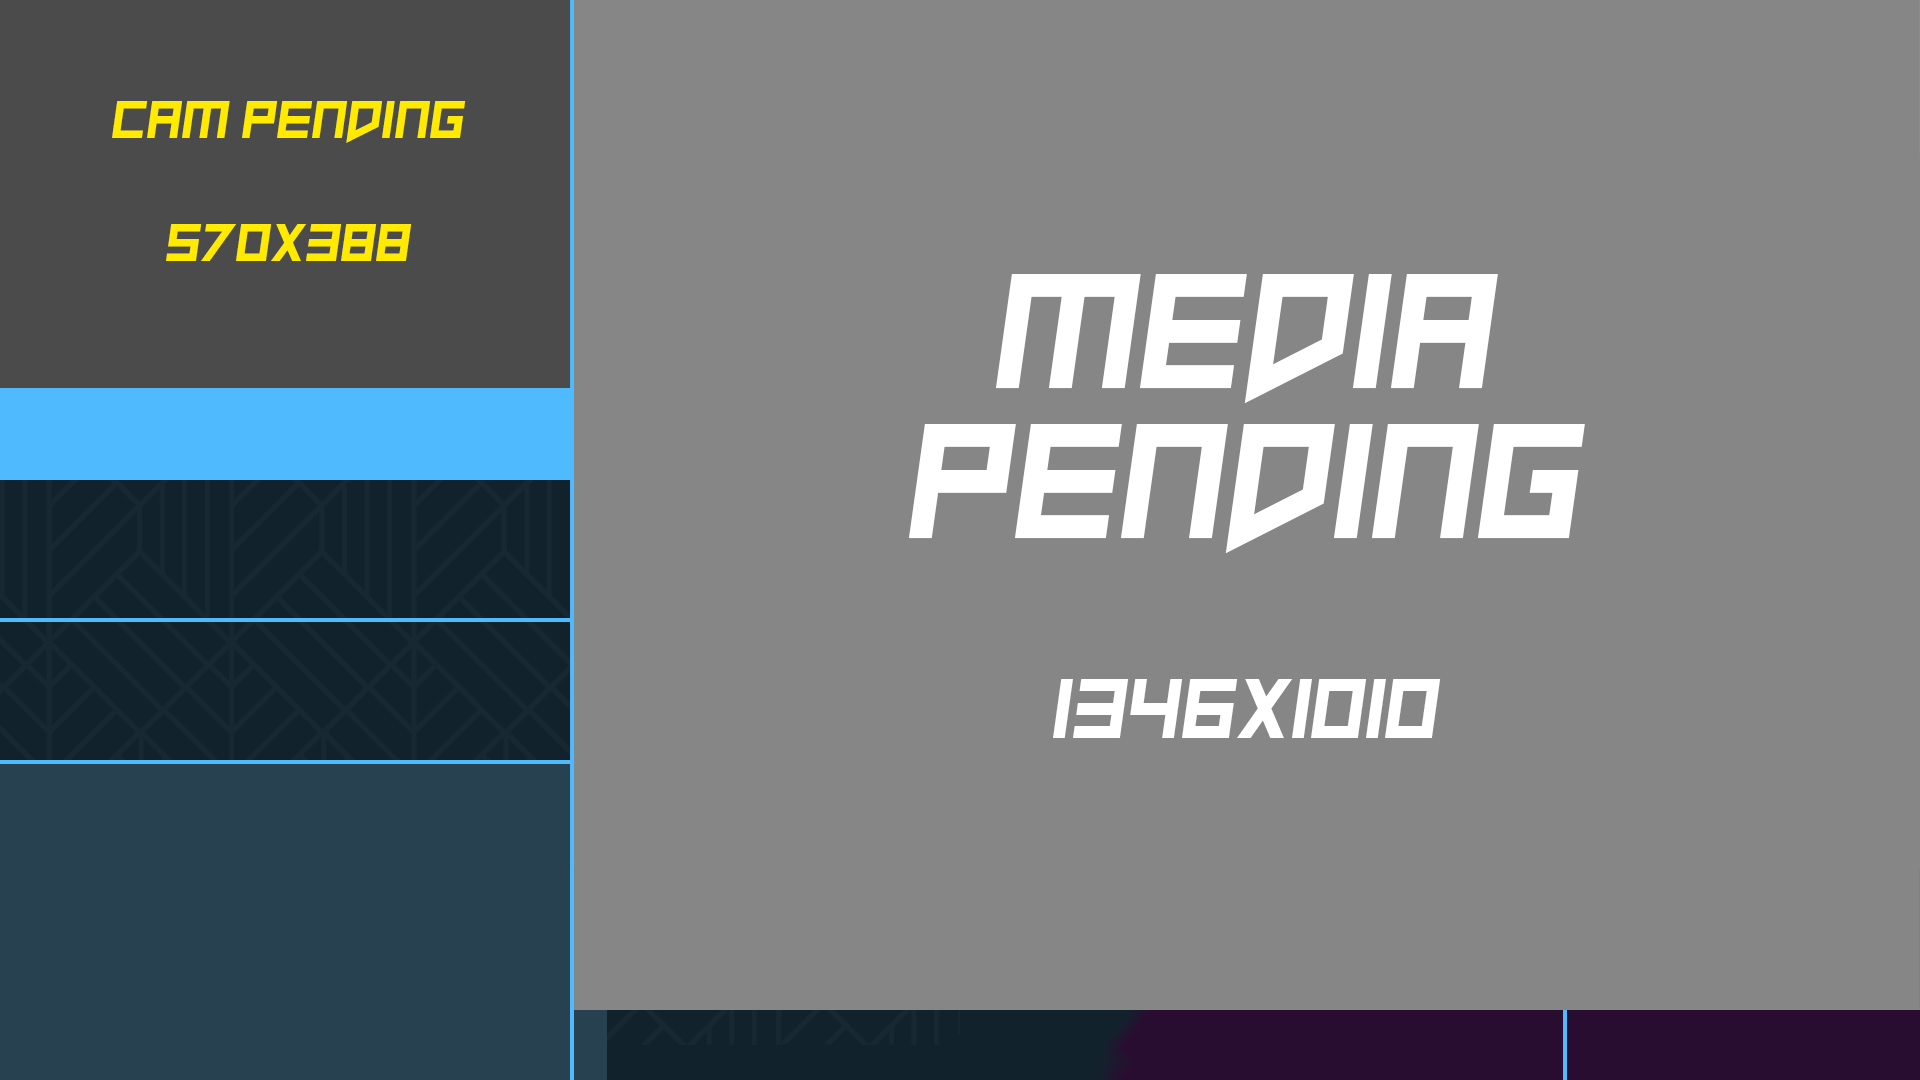 CAM PENDING
570X388
MEDIA
PENDING
1346X1010